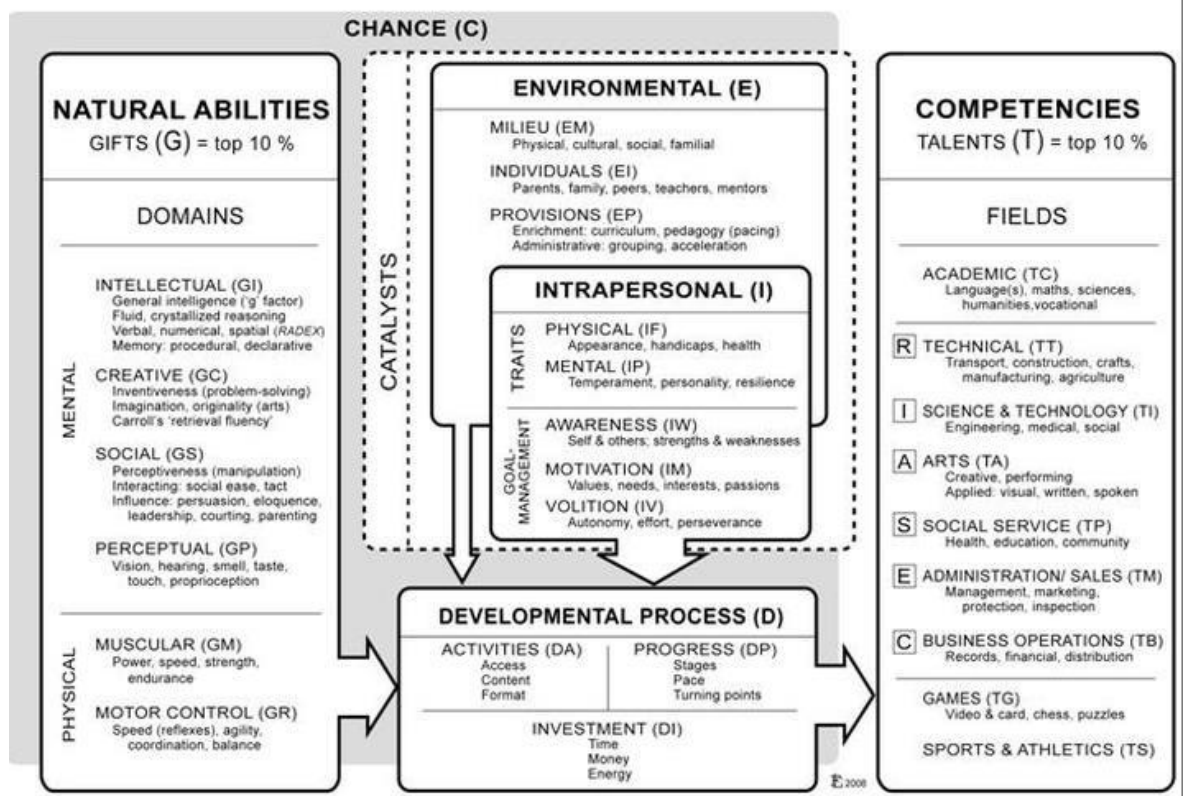 CHANCE (C)
NATURAL ABILITIES
GIFTS (G) = top 10 %
DOMAINS
MENTAL
INTELLECTUAL (GI)
General intelligence ('g' factor)
Fluid, crystallized reasoning
Verbal, numerical, spatial (RADEX)
Memory: procedural, declarative
CREATIVE (GC)
Inventiveness (problem-solving)
Imagination, originality (arts)
Carroll's 'retrieval fluency'
SOCIAL (GS)
Perceptiveness (manipulation)
Interacting: social ease, tact
Influence: persuasion, eloquence,
leadership, courting, parenting
PERCEPTUAL (GP)
Vision, hearing, smell, taste,
touch, proprioception
PHYSICAL
MUSCULAR (GM)
Power, speed, strength,
endurance
MOTOR CONTROL (GR)
Speed (reflexes), agility,
coordination, balance
CATALYSTS
ENVIRONMENTAL (E)
MILIEU (EM)
Physical, cultural, social, familial
INDIVIDUALS (EI)
Parents, family, peers, teachers, mentors
PROVISIONS (EP)
Enrichment: curriculum, pedagogy (pacing)
Administrative: grouping, acceleration
INTRAPERSONAL (I)
TRAITS
PHYSICAL (IF)
Appearance, handicaps, health
MENTAL (IP)
Temperament, personality, resilience
GOAL-
MANAGEMENT
AWARENESS (IW)
Self & others; strengths & weaknesses
MOTIVATION (IM)
Values, needs, interests, passions
VOLITION (IV)
Autonomy, effort, perseverance
DEVELOPMENTAL PROCESS (D)
ACTIVITIES (DA)
Access
Content
Format
PROGRESS (DP)
Stages
Pace
Turning points
INVESTMENT (DI)
Time
Money
Energy
2008
COMPETENCIES
TALENTS (T) = top 10 %
FIELDS
ACADEMIC (TC)
Language(s), maths, sciences,
humanities,vocational
R TECHNICAL (TT)
Transport, construction, crafts,
manufacturing, agriculture
I SCIENCE & TECHNOLOGY (TI)
Engineering, medical, social
A ARTS (TA)
Creative, performing
Applied: visual, written, spoken
S SOCIAL SERVICE (TP)
Health, education, community
E ADMINISTRATION/ SALES (TM)
Management, marketing,
protection, inspection
C BUSINESS OPERATIONS (TB)
Records, financial, distribution
GAMES (TG)
Video & card, chess, puzzles
SPORTS & ATHLETICS (TS)